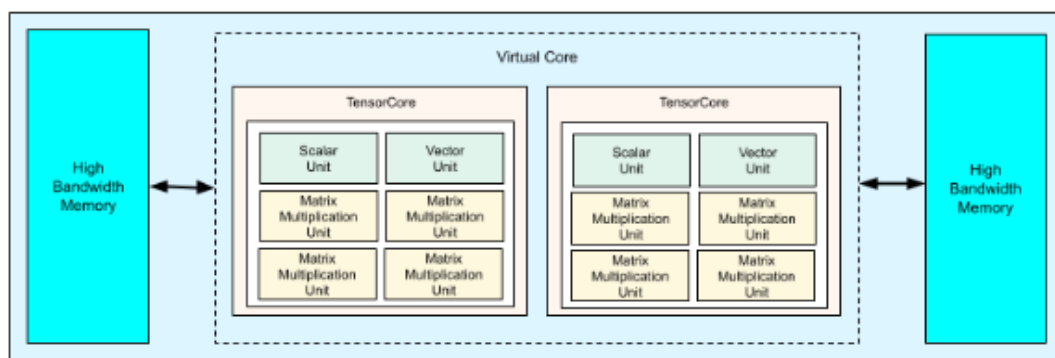 Virtual Core
High
Bandwidth
Memory
TensorCore
Scalar
Unit
Vector
Unit
Matrix
Multiplication
Unit
Matrix
Multiplication
Unit
Matrix
Multiplication
Unit
Matrix
Multiplication
Unit
TensorCore
Scalar
Unit
Vector
Unit
Matrix
Multiplication
Unit
Matrix
Multiplication
Unit
Matrix
Multiplication
Unit
Matrix
Multiplication
Unit
High
Bandwidth
Memory